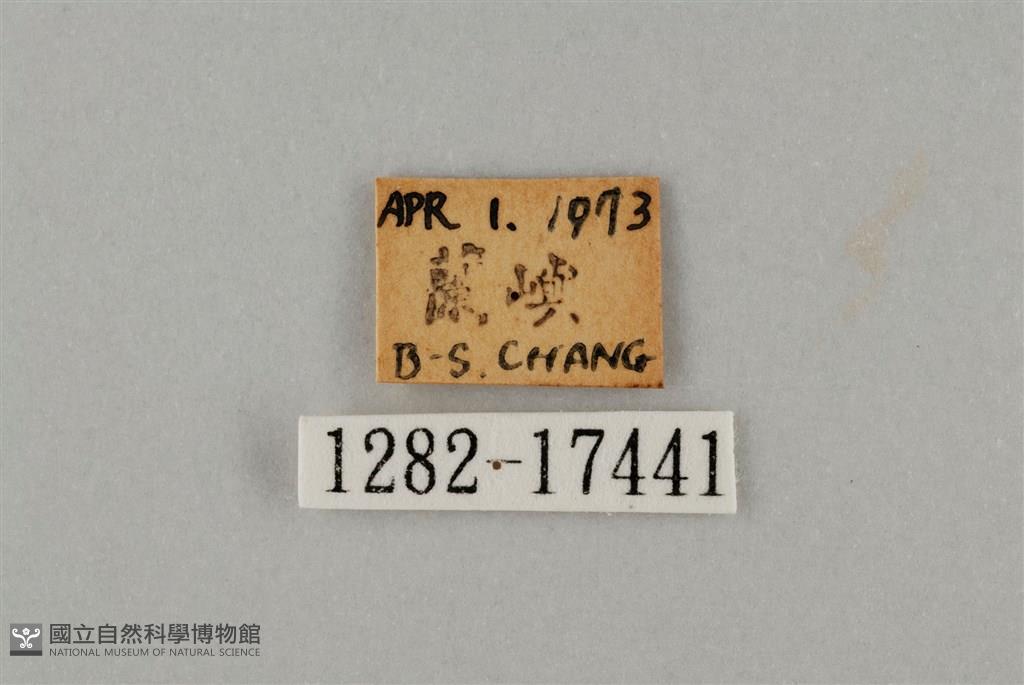 APR 1. 1973
蘭嶼
B-S. CHANG
1282-17441
國立自然科學博物館
NATIONAL MUSEUM OF NATURAL SCIENCE